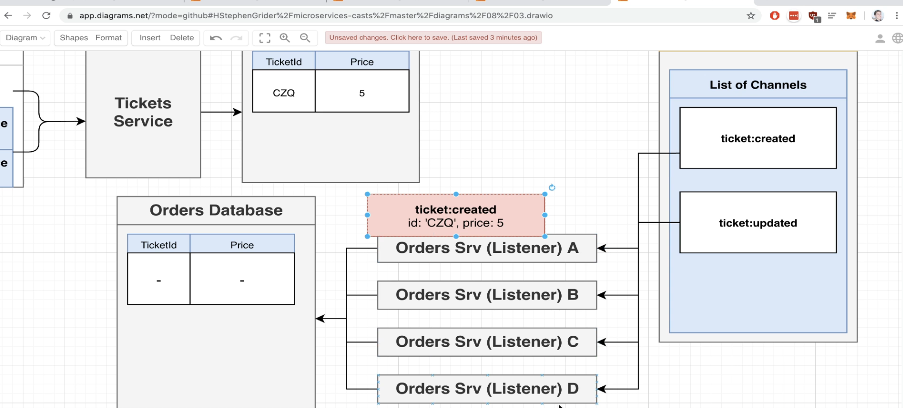 app.diagrams.net/?mode=github#HStephenGrider%2Fmicroservices-casts%2Fmaster%2Fdiagrams%2F08%2F03.drawio
Diagram
Shapes
Format
Insert
Delete
Unsaved changes. Click here to save. (Last saved 3 minutes ago)
e
e
Tickets
Service
TicketId
Price
CZQ
5
List of Channels
ticket:created
ticket:updated
Orders Database
TicketId
Price
-
-
ticket:created
id: 'CZQ', price: 5
Orders Srv (Listener) A
Orders Srv (Listener) B
Orders Srv (Listener) C
Orders Srv (Listener) D